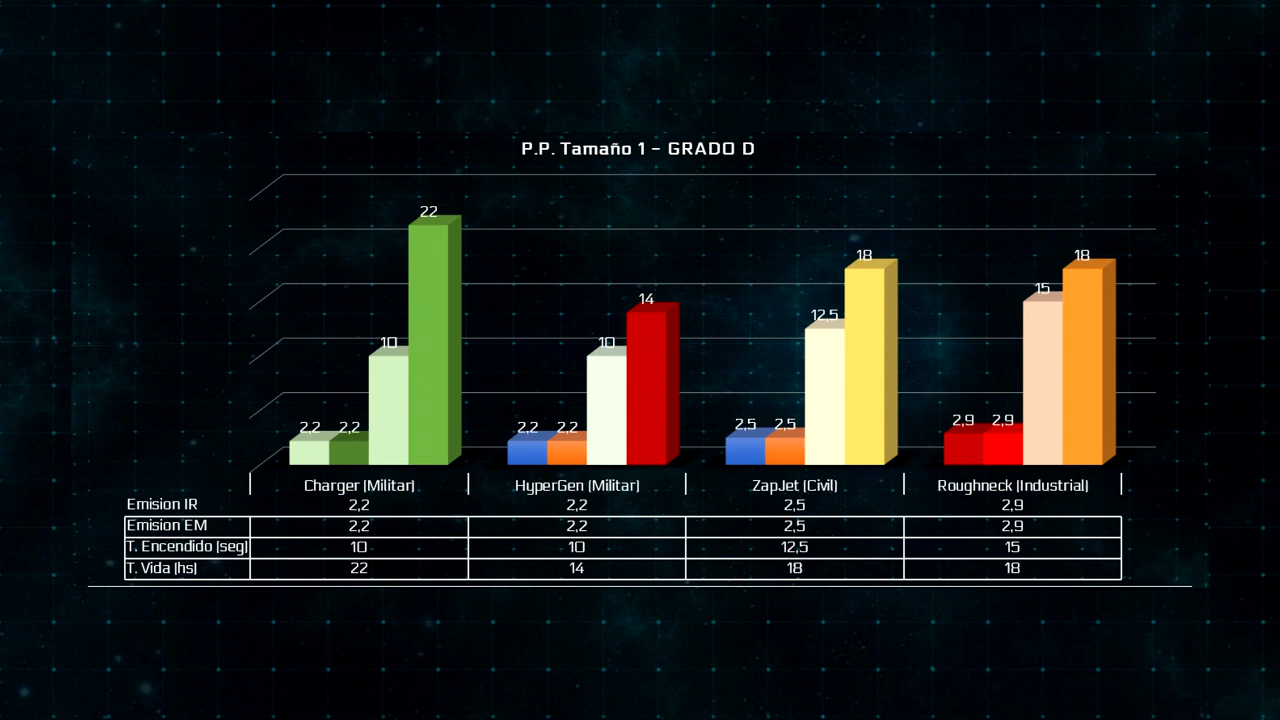 P.P. Tamaño 1 - GRADO D
22
18
18
14
15
12,5
10
10
2,2 2,2
2,2 2,2
2,5 2,5
2,9 2,9
Charger (Militar) HyperGen (Militar) ZapJet (Civil) Roughneck (Industrial)
Emision IR 2,2 2,2 2,5 2,9
Emision EM 2,2 2,2 2,5 2,9
T. Encendido (seg) 10 10 12,5 15
T. Vida (hs) 22 14 18 18